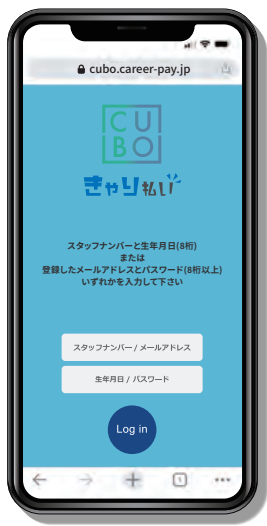 cubo.career-pay.jp
CU
BO
きゃり払い
スタッフナンバーと生年月日(8桁)
または
登録したメールアドレスとパスワード(8桁以上)
いずれかを入力して下さい
スタッフナンバー / メールアドレス
生年月日 / パスワード
Log in
1